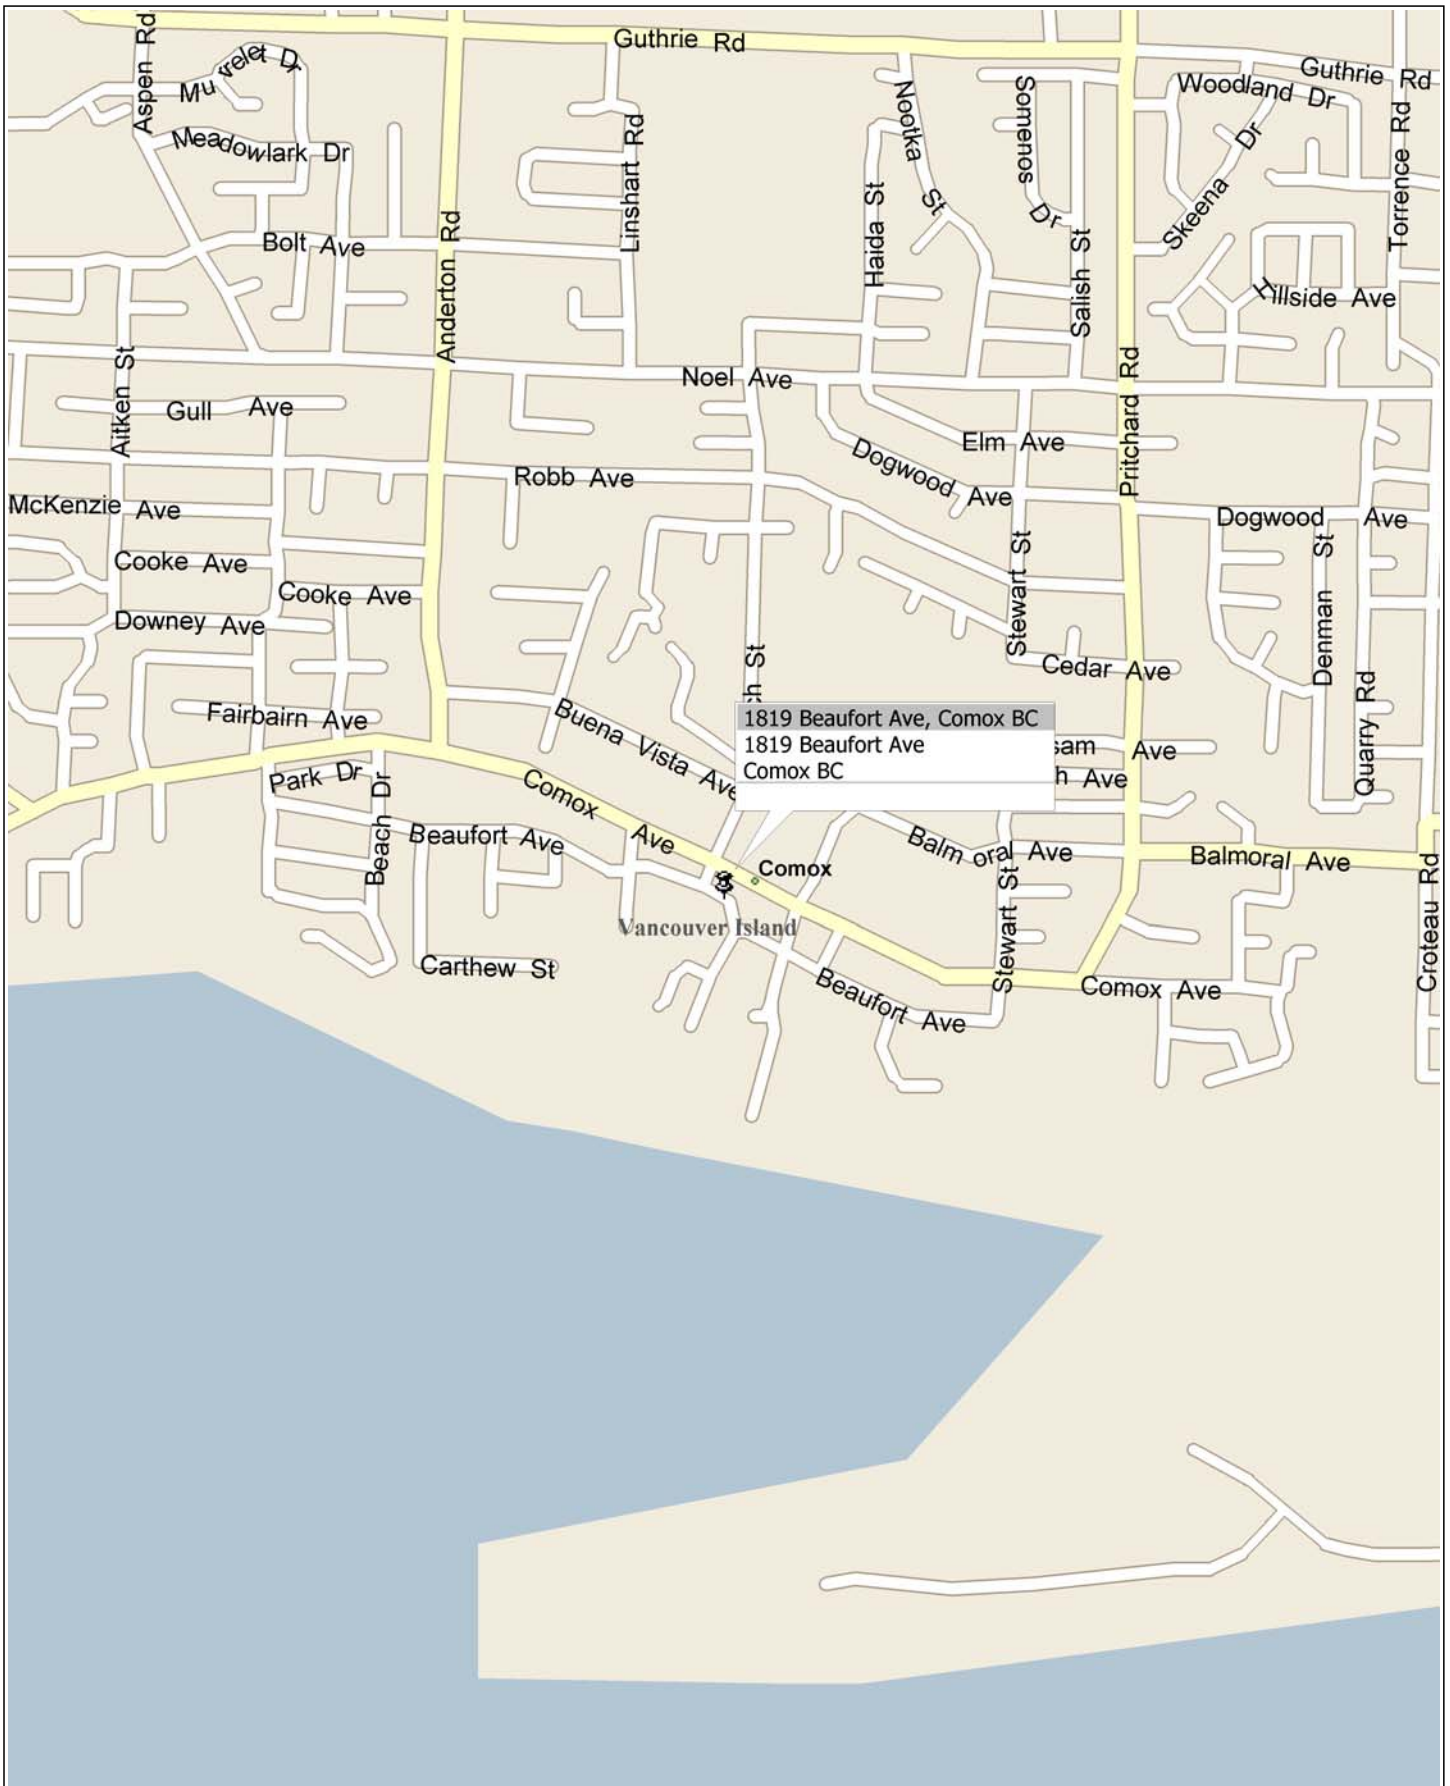 Guthrie Rd
Guthrie Rd
Aspen Rd
Murrelet Dr
Woodland Dr
Meadowlark Dr
Linshart Rd
Nootka St
Somenos Dr
Skeena Dr
Torrence Rd
Haida St
Salish St
Bolt Ave
Anderton Rd
Hillside Ave
Aitken St
Noel Ave
Pritchard Rd
Gull Ave
Elm Ave
Dogwood Ave
Robb Ave
McKenzie Ave
Dogwood Ave
Cooke Ave
Stewart St
Denman St
Cooke Ave
Downey Ave
ch St
Cedar Ave
Quarry Rd
Fairbairn Ave
Buena Vista Ave
1819 Beaufort Ave, Comox BC
1819 Beaufort Ave
Comox BC
sam Ave
h Ave
Park Dr
Beach Dr
Comox Ave
Beaufort Ave
Balmoral Ave
Balmoral Ave
Comox
Stewart St
Croteau Rd
Vancouver Island
Carthew St
Beaufort Ave
Comox Ave